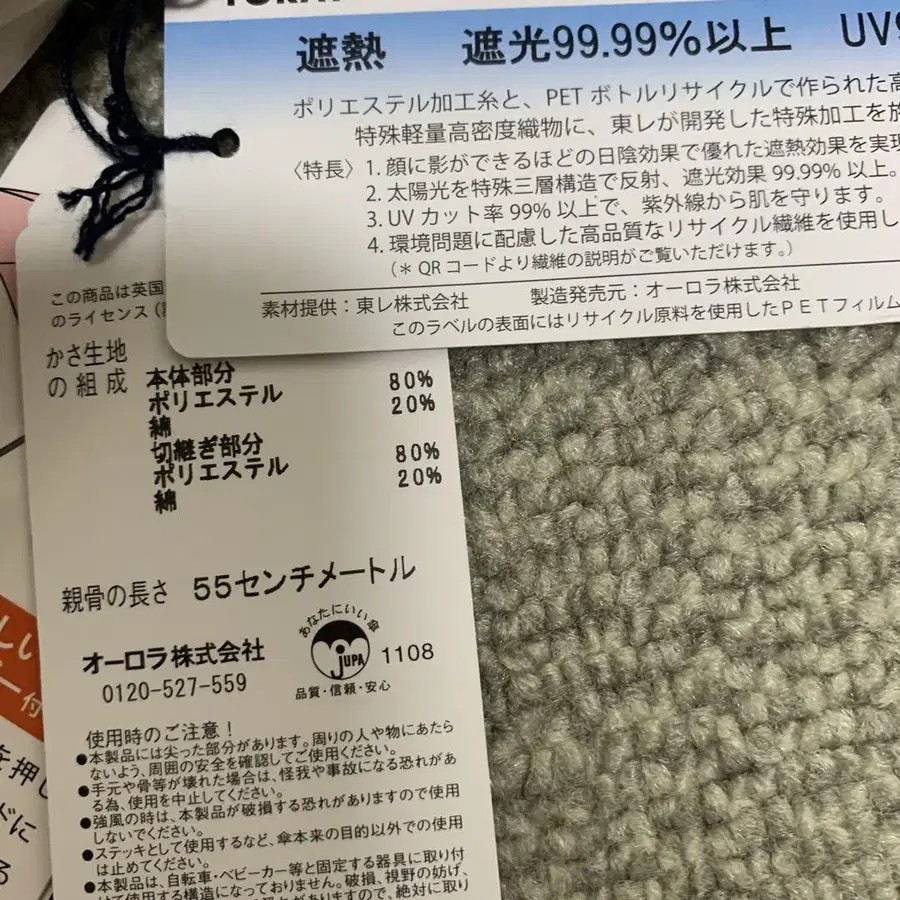 遮熱 遮光99.99%以上 UV
ポリエステル加工糸と、PETボトルリサイクルで作られた高
特殊軽量高密度織物に、東レが開発した特殊加工を施
〈特長〉1. 顔に影ができるほどの日陰効果で優れた遮熱効果を実現
2. 太陽光を特殊三層構造で反射、遮光効果 99.99% 以上。
3. UV カット率 99% 以上で、紫外線から肌を守ります。
4. 環境問題に配慮した高品質なリサイクル繊維を使用し
(＊ QRコードより繊維の説明がご覧いただけます。)
素材提供：東レ株式会社 製造発売元：オーロラ株式会社
このラベルの表面にはリサイクル原料を使用したＰＥＴフィルム
この商品は英国
のライセンス
かさ生地
の組成
本体部分
ポリエステル 80%
綿 20%
切継ぎ部分
ポリエステル 80%
綿 20%
親骨の長さ 55センチメートル
オーロラ株式会社
0120-527-559
あなたにいい傘
JUPA
1108
品質・信頼・安心
使用時のご注意！
●本製品には尖った部分があります。周りの人や物にあたら
ないよう、周囲の安全を確認してご使用ください。
●手元や骨等が壊れた場合は、怪我や事故になる恐れがあ
る為、使用を中止してください。
●強風の時は、本製品が破損する恐れがありますので使用
しないでください。
●ステッキとして使用するなど、傘本来の目的以外での使用
は止めてください。
●本製品は、自転車・ベビーカー等と固定する器具に取り付
けて使用する構造になっておりません。破損、視野の妨げ、
ますので、絶対に取り
しい
ー付
を押し
ドに
る